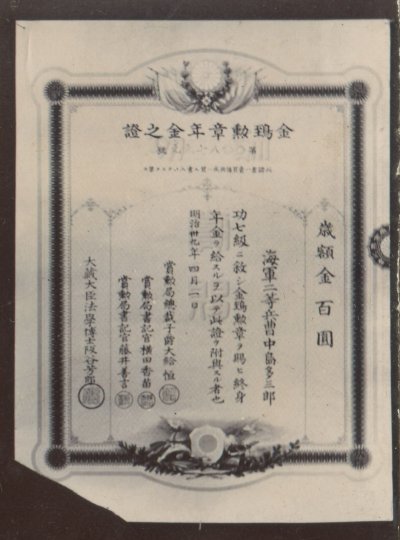 金鵄勲章年金之證
第 號
歳額金百圓
海軍二等兵曹中島多三郎
功七級ニ敍シ金鵄勲章ヲ賜ヒ終身
年金ヲ給スルヲ以テ此證ヲ附與スル者也
明治卅九年四月一日
賞勲局總裁子爵大給恒
賞勲局書記官横田香苗
賞勲局書記官藤井善言
大藏大臣法學博士阪谷芳郎